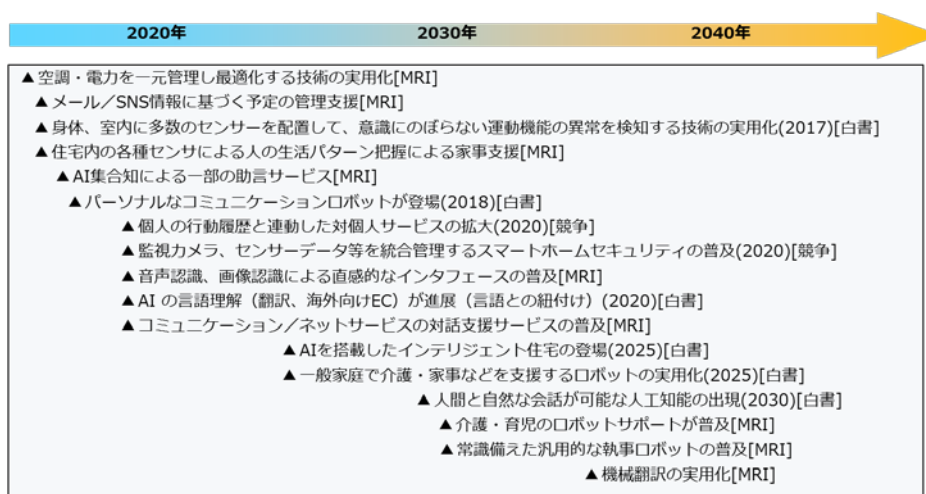 2020年 2030年 2040年
▲空調・電力を一元管理し最適化する技術の実用化[MRI]
▲メール／SNS情報に基づく予定の管理支援[MRI]
▲身体、室内に多数のセンサーを配置して、意識にのぼらない運動機能の異常を検知する技術の実用化(2017)[白書]
▲住宅内の各種センサによる人の生活パターン把握による家事支援[MRI]
▲AI集合知による一部の助言サービス[MRI]
▲パーソナルなコミュニケーションロボットが登場(2018)[白書]
▲個人の行動履歴と連動した対個人サービスの拡大(2020)[競争]
▲監視カメラ、センサーデータ等を統合管理するスマートホームセキュリティの普及(2020)[競争]
▲音声認識、画像認識による直感的なインタフェースの普及[MRI]
▲AI の言語理解（翻訳、海外向けEC）が進展（言語との紐付け）(2020)[白書]
▲コミュニケーション／ネットサービスの対話支援サービスの普及[MRI]
▲AIを搭載したインテリジェント住宅の登場(2025)[白書]
▲一般家庭で介護・家事などを支援するロボットの実用化(2025)[白書]
▲人間と自然な会話が可能な人工知能の出現(2030)[白書]
▲介護・育児のロボットサポートが普及[MRI]
▲常識備えた汎用的な執事ロボットの普及[MRI]
▲機械翻訳の実用化[MRI]